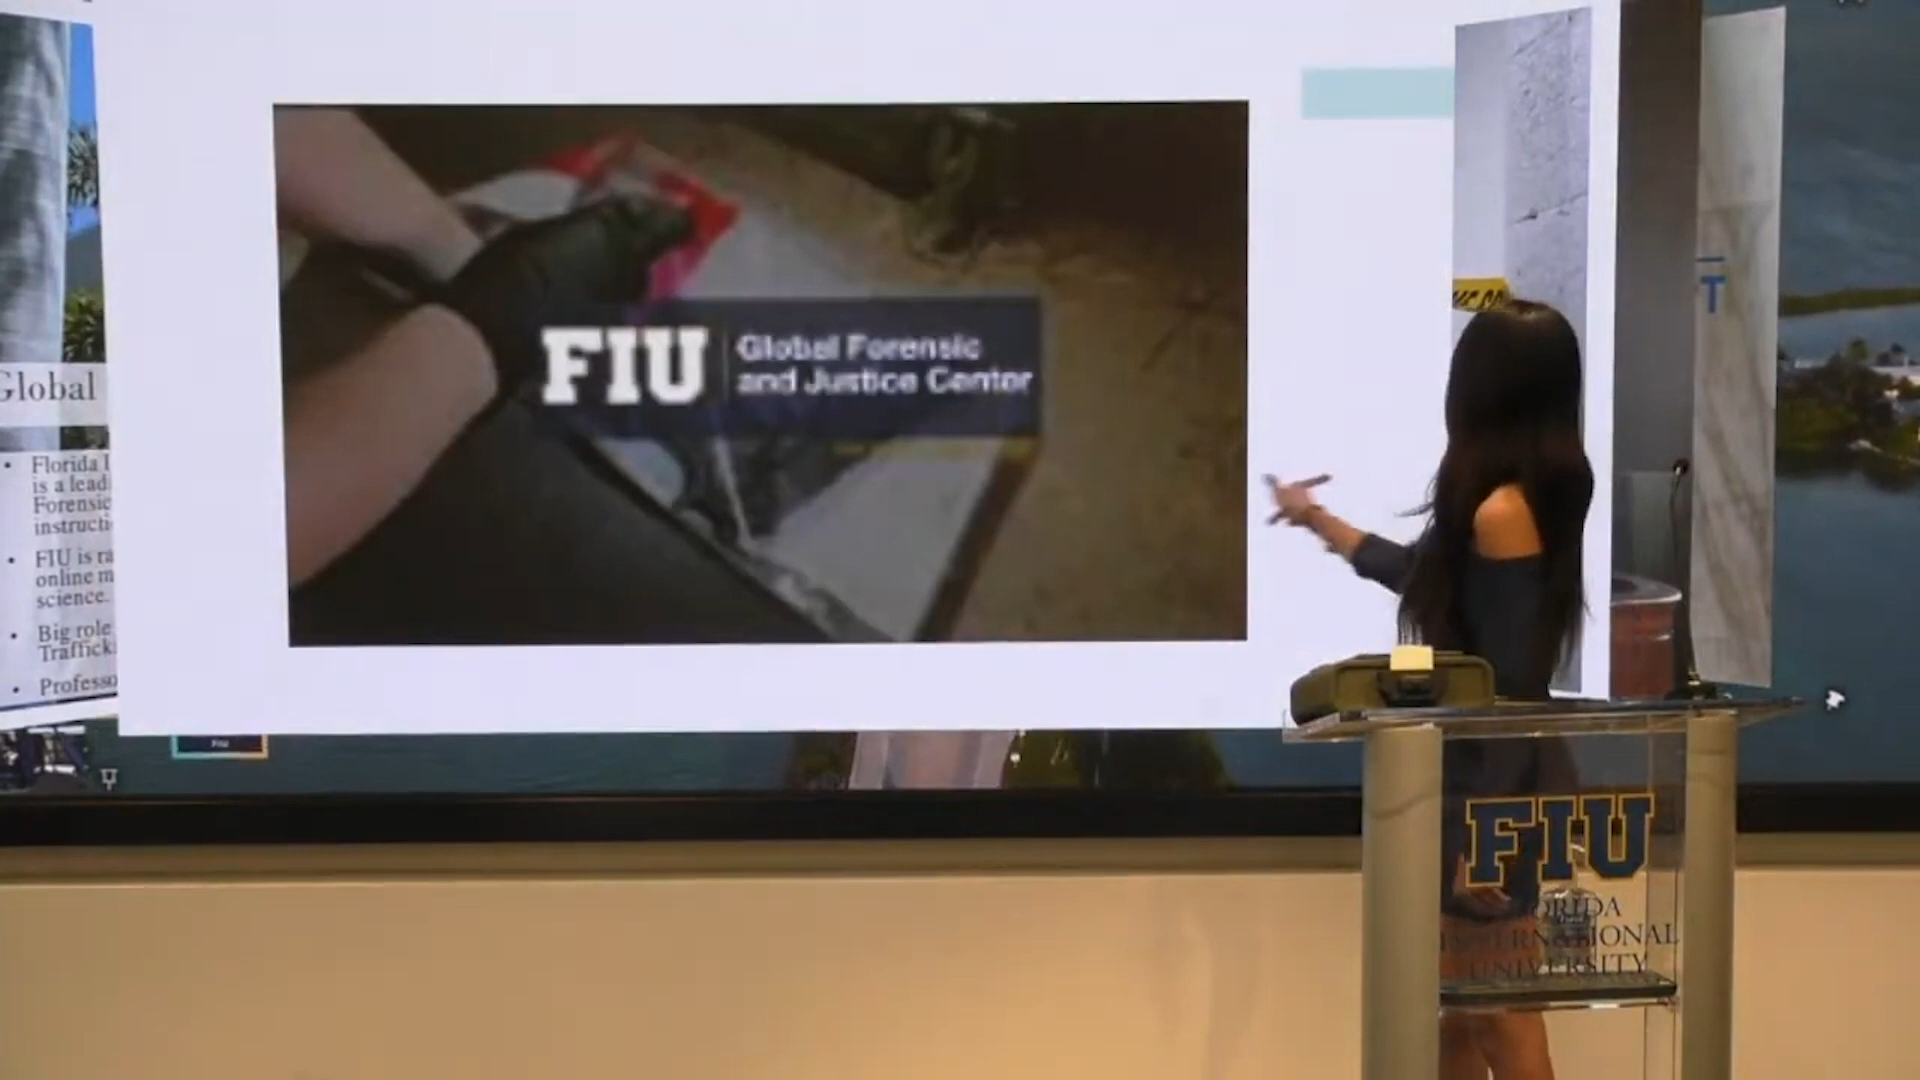 Global
• Florida
is a lead
Forensic
instructi
• FIU is ra
online m
science.
• Big role
Traffick
• Professo
FIU
Global Forensic
and Justice Center
T
FIU
FLORIDA
INTERNATIONAL
UNIVERSITY